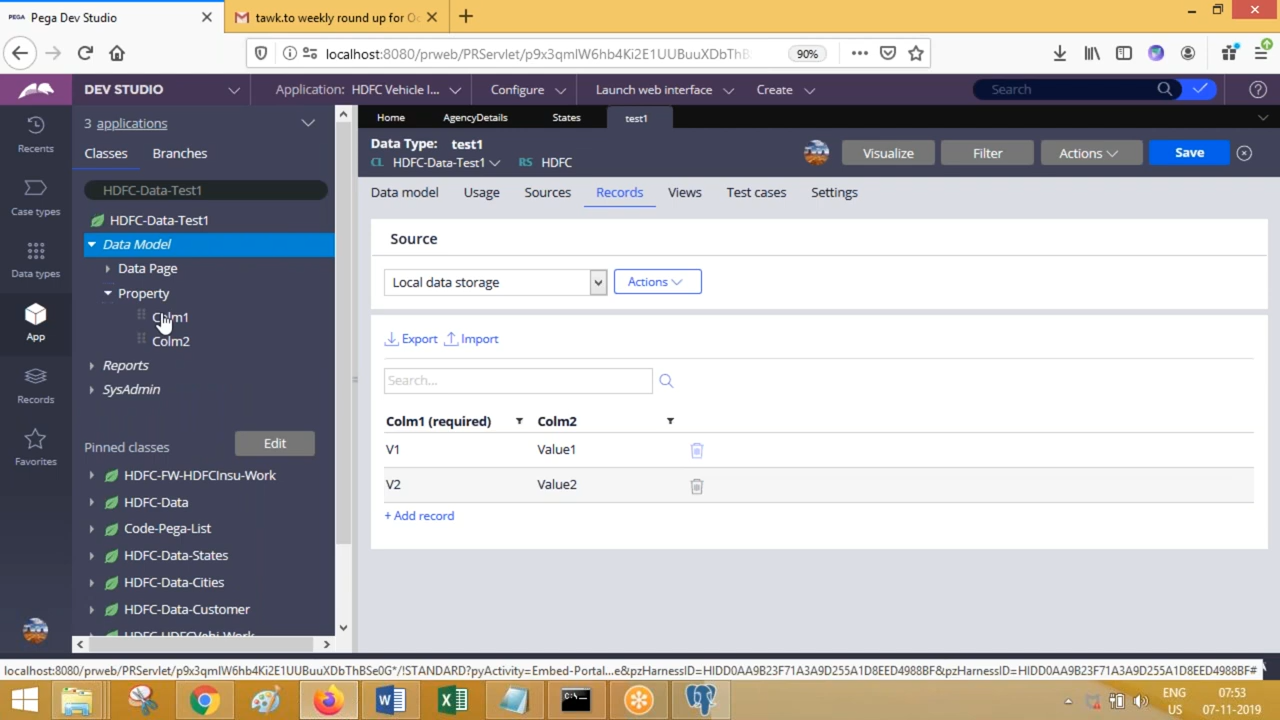 PEGA Pega Dev Studio
tawk.to weekly round up for Oc
localhost:8080/prweb/PRServlet/p9x3qmIW6hb4Ki2E1UUBuuXDbThB
90%
DEV STUDIO
Application: HDFC Vehicle I...
Configure
Launch web interface
Create
Search
Recents
Case types
Data types
App
Records
Favorites
3 applications
Classes Branches
HDFC-Data-Test1
HDFC-Data-Test1
Data Model
Data Page
Property
Colm1
Colm2
Reports
SysAdmin
Pinned classes Edit
HDFC-FW-HDFCInsu-Work
HDFC-Data
Code-Pega-List
HDFC-Data-States
HDFC-Data-Cities
HDFC-Data-Customer
HDFC-HDFCVehi-Work
Home AgencyDetails States test1
Data Type: test1
CL HDFC-Data-Test1 RS HDFC
Visualize Filter Actions Save
Data model Usage Sources Records Views Test cases Settings
Source
Local data storage Actions
Export Import
Search...
Colm1 (required) Colm2
V1 Value1
V2 Value2
+ Add record
localhost:8080/prweb/PRServlet/p9x3qmIW6hb4Ki2E1UUBuuXDbThBSe0G*/!STANDARD?pyActivity=Embed-Portal...e&pzHarnessID=HIDD0AA9B23F71A3A9D255A1D8EED4988BF&pzHarnessID=HIDD0AA9B23F71A3A9D255A1D8EED4988BF#
ENG 07:53
US 07-11-2019